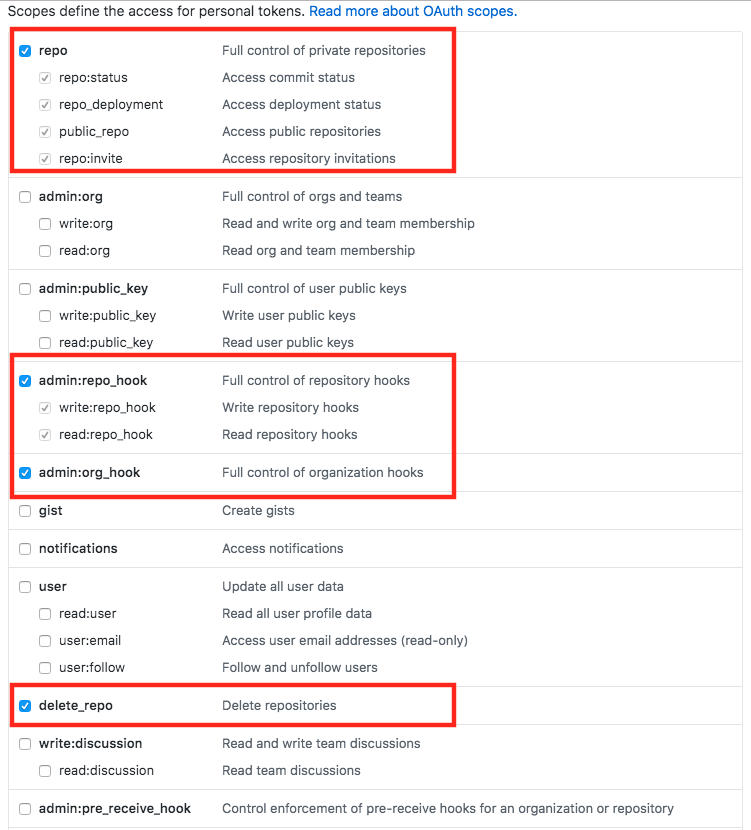 Scopes define the access for personal tokens. Read more about OAuth scopes.
repo Full control of private repositories
repo:status Access commit status
repo_deployment Access deployment status
public_repo Access public repositories
repo:invite Access repository invitations
admin:org Full control of orgs and teams
write:org Read and write org and team membership
read:org Read org and team membership
admin:public_key Full control of user public keys
write:public_key Write user public keys
read:public_key Read user public keys
admin:repo_hook Full control of repository hooks
write:repo_hook Write repository hooks
read:repo_hook Read repository hooks
admin:org_hook Full control of organization hooks
gist Create gists
notifications Access notifications
user Update all user data
read:user Read all user profile data
user:email Access user email addresses (read-only)
user:follow Follow and unfollow users
delete_repo Delete repositories
write:discussion Read and write team discussions
read:discussion Read team discussions
admin:pre_receive_hook Control enforcement of pre-receive hooks for an organization or repository